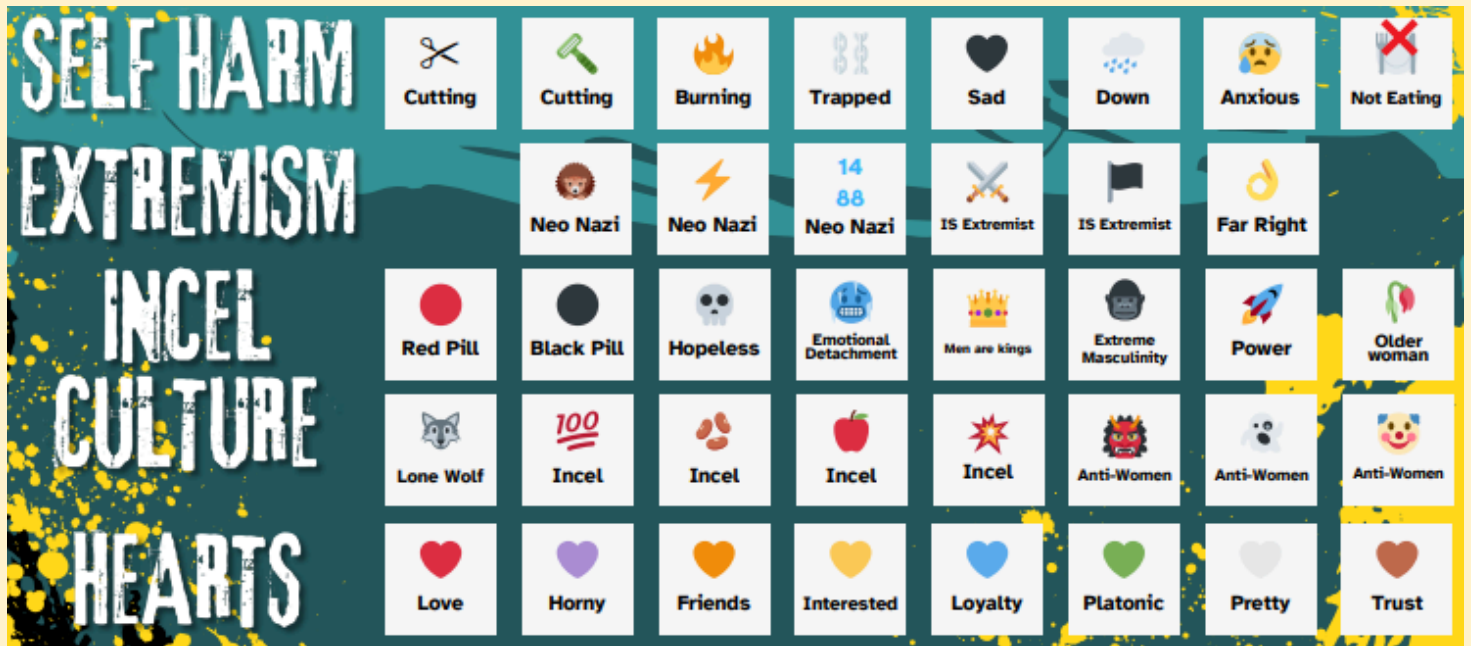 SELF HARM
Cutting
Cutting
Burning
Trapped
Sad
Down
Anxious
Not Eating
EXTREMISM
Neo Nazi
Neo Nazi
14
88
Neo Nazi
IS Extremist
IS Extremist
Far Right
INCEL
CULTURE
Red Pill
Black Pill
Hopeless
Emotional
Detachment
Men are kings
Extreme
Masculinity
Power
Older
woman
Lone Wolf
100
Incel
Incel
Incel
Incel
Anti-Women
Anti-Women
Anti-Women
HEARTS
Love
Horny
Friends
Interested
Loyalty
Platonic
Pretty
Trust